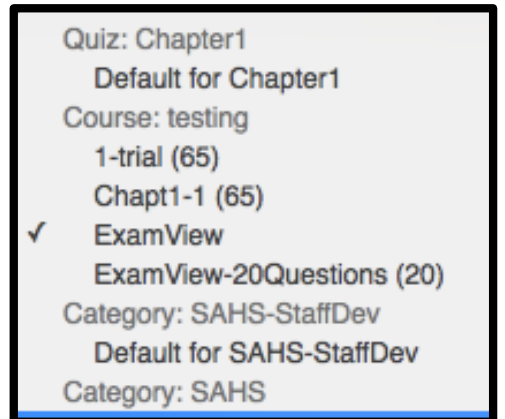 Quiz: Chapter1
Default for Chapter1
Course: testing
1-trial (65)
Chapt1-1 (65)
✓ ExamView
ExamView-20Questions (20)
Category: SAHS-StaffDev
Default for SAHS-StaffDev
Category: SAHS